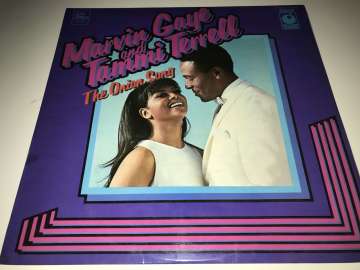 Marvin Gaye
and
Tammi Terrell
The Onion Song